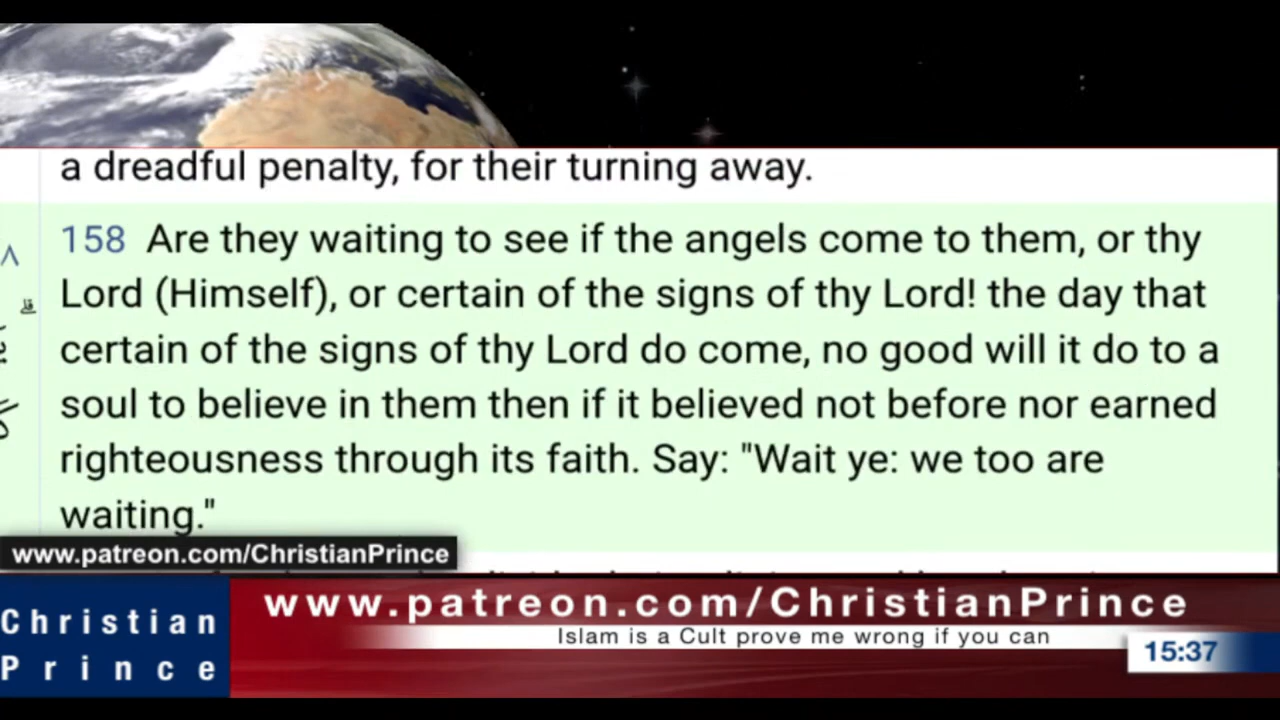 a dreadful penalty, for their turning away.
158 Are they waiting to see if the angels come to them, or thy
Lord (Himself), or certain of the signs of thy Lord! the day that
certain of the signs of thy Lord do come, no good will it do to a
soul to believe in them then if it believed not before nor earned
righteousness through its faith. Say: "Wait ye: we too are
waiting."
www.patreon.com/ChristianPrince
www.patreon.com/ChristianPrince
Islam is a Cult prove me wrong if you can
Christian
Prince
15:37